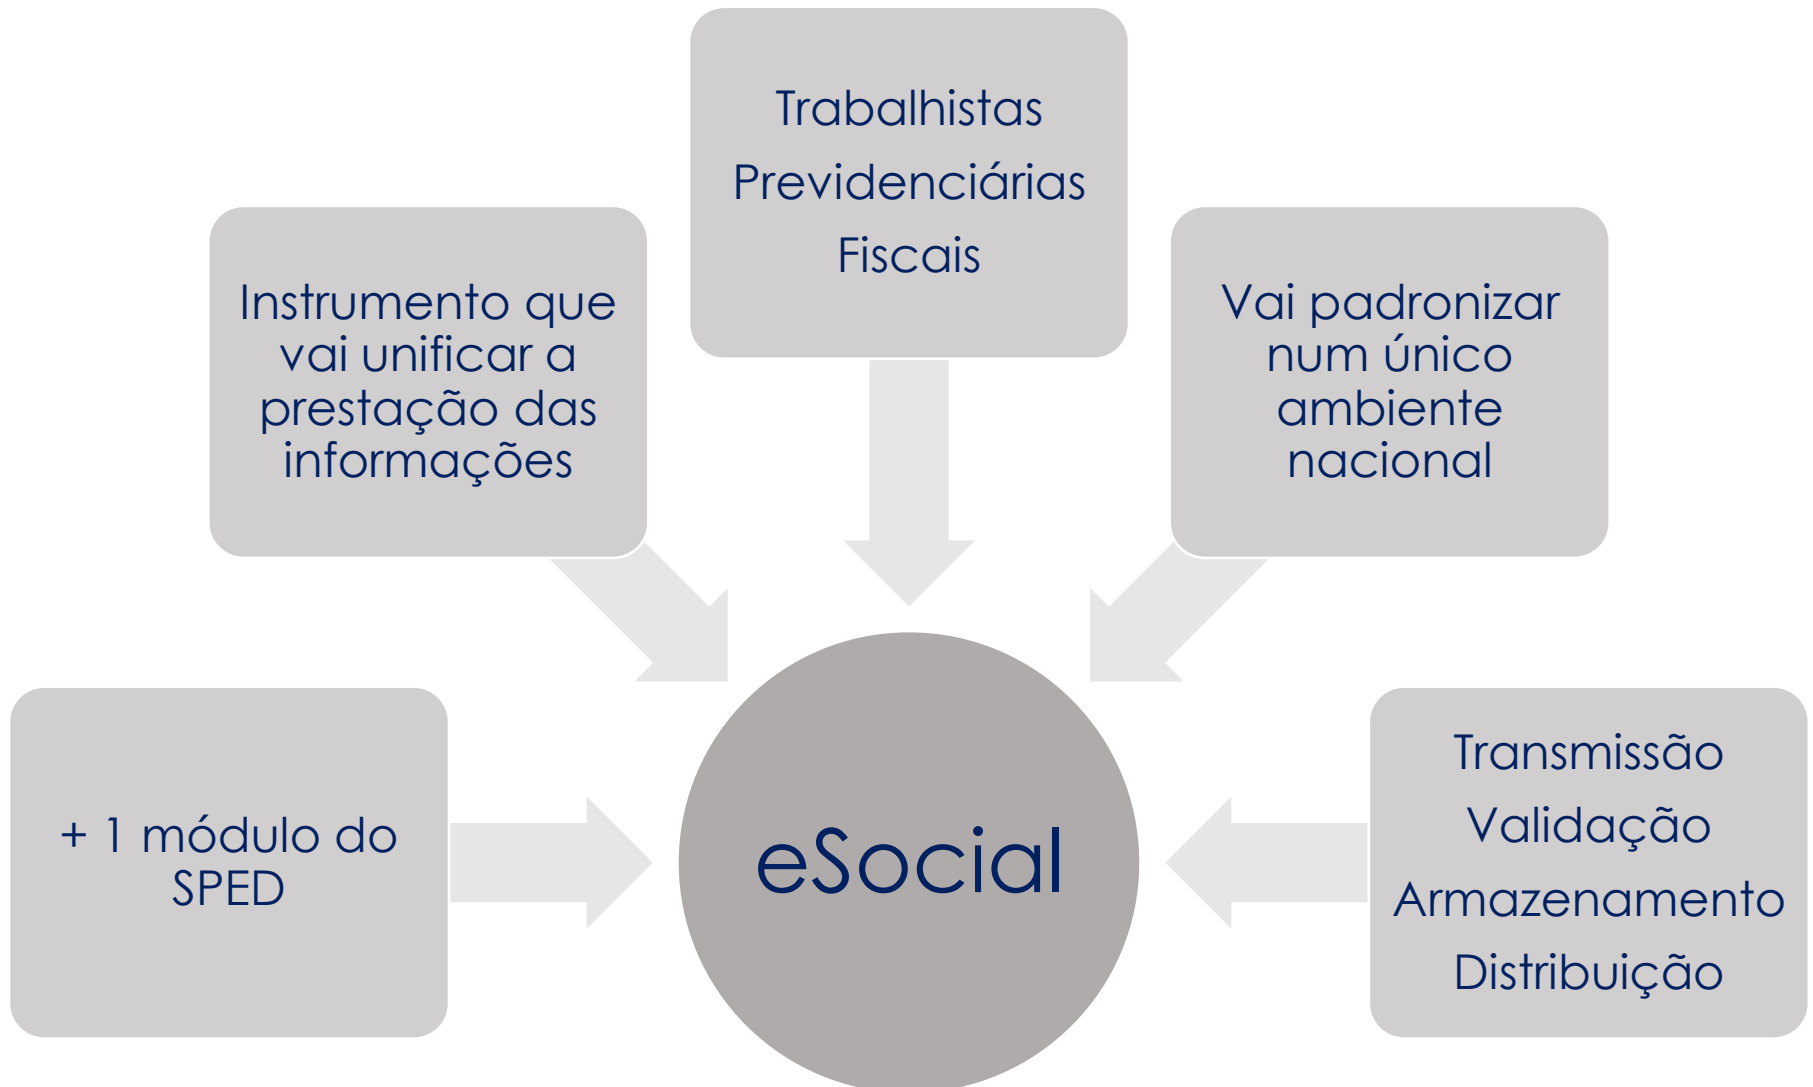 + 1 módulo do
SPED
Instrumento que
vai unificar a
prestação das
informações
Trabalhistas
Previdenciárias
Fiscais
Vai padronizar
num único
ambiente
nacional
Transmissão
Validação
Armazenamento
Distribuição
eSocial